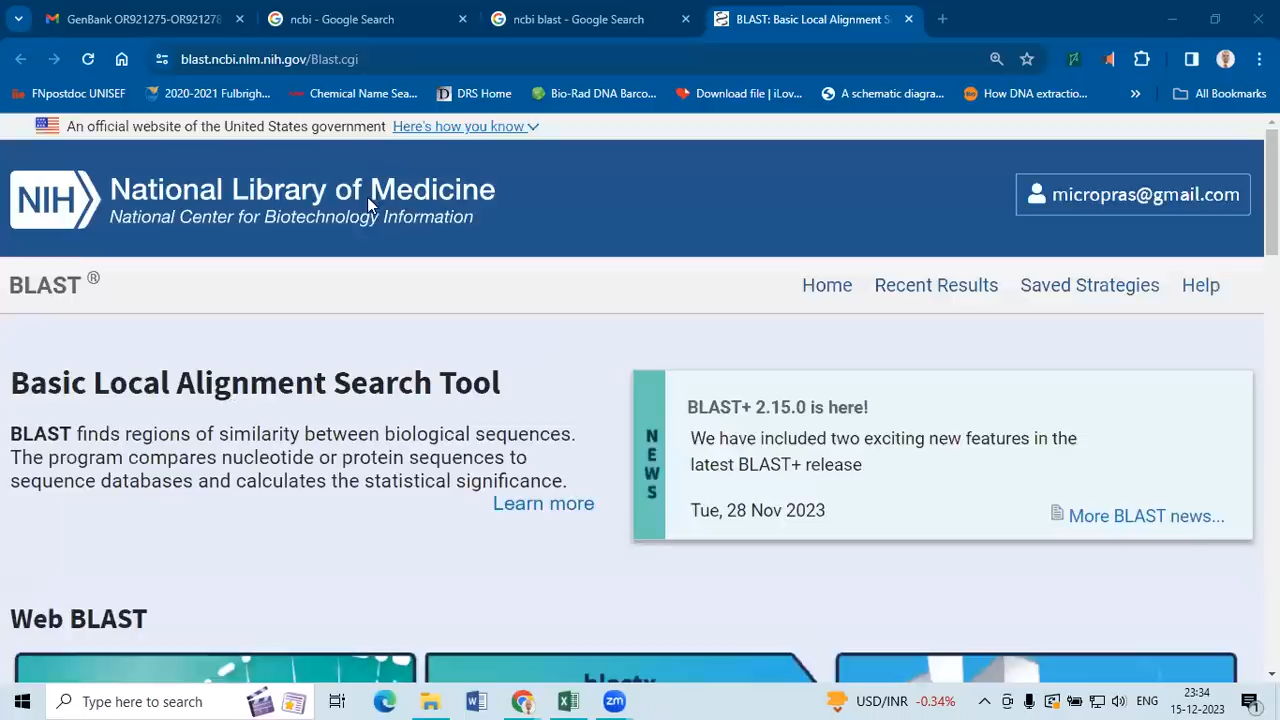 GenBank OR921275-OR921278
ncbi - Google Search
ncbi blast - Google Search
BLAST: Basic Local Alignment S
blast.ncbi.nlm.nih.gov/Blast.cgi
FNpostdoc UNISEF
2020-2021 Fulbrigh...
Chemical Name Sea...
DRS Home
Bio-Rad DNA Barco...
Download file | iLov...
A schematic diagra...
How DNA extractio...
»
All Bookmarks
An official website of the United States government Here's how you know
NIH
National Library of Medicine
National Center for Biotechnology Information
micropras@gmail.com
BLAST ®
Home
Recent Results
Saved Strategies
Help
Basic Local Alignment Search Tool
BLAST finds regions of similarity between biological sequences.
The program compares nucleotide or protein sequences to
sequence databases and calculates the statistical significance.
Learn more
NEWS
BLAST+ 2.15.0 is here!
We have included two exciting new features in the
latest BLAST+ release
Tue, 28 Nov 2023
More BLAST news...
Web BLAST
blastx
Type here to search
W
X
zm
USD/INR -0.34%
ENG
23:34
15-12-2023
1